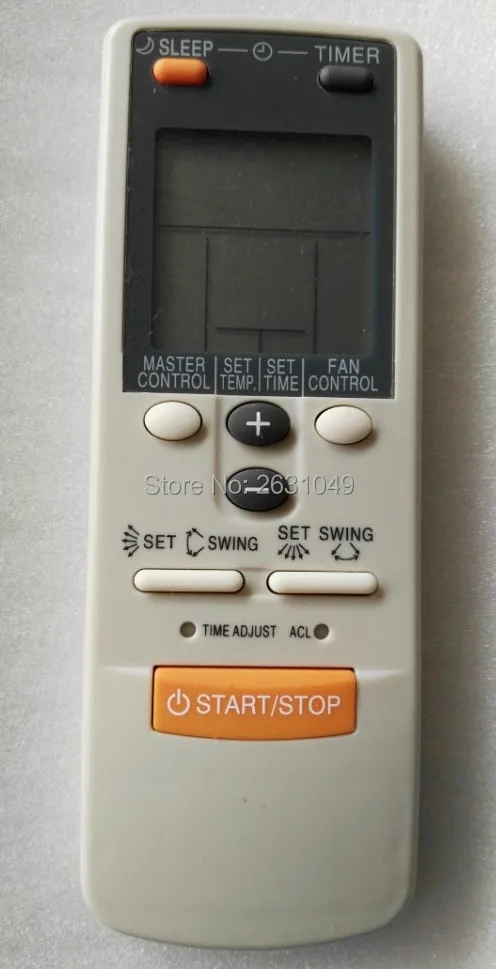 SLEEP TIMER
MASTER CONTROL SET TEMP. SET TIME FAN CONTROL
+
Store No: 2631049
−
SET SWING SET SWING
TIME ADJUST ACL
START/STOP